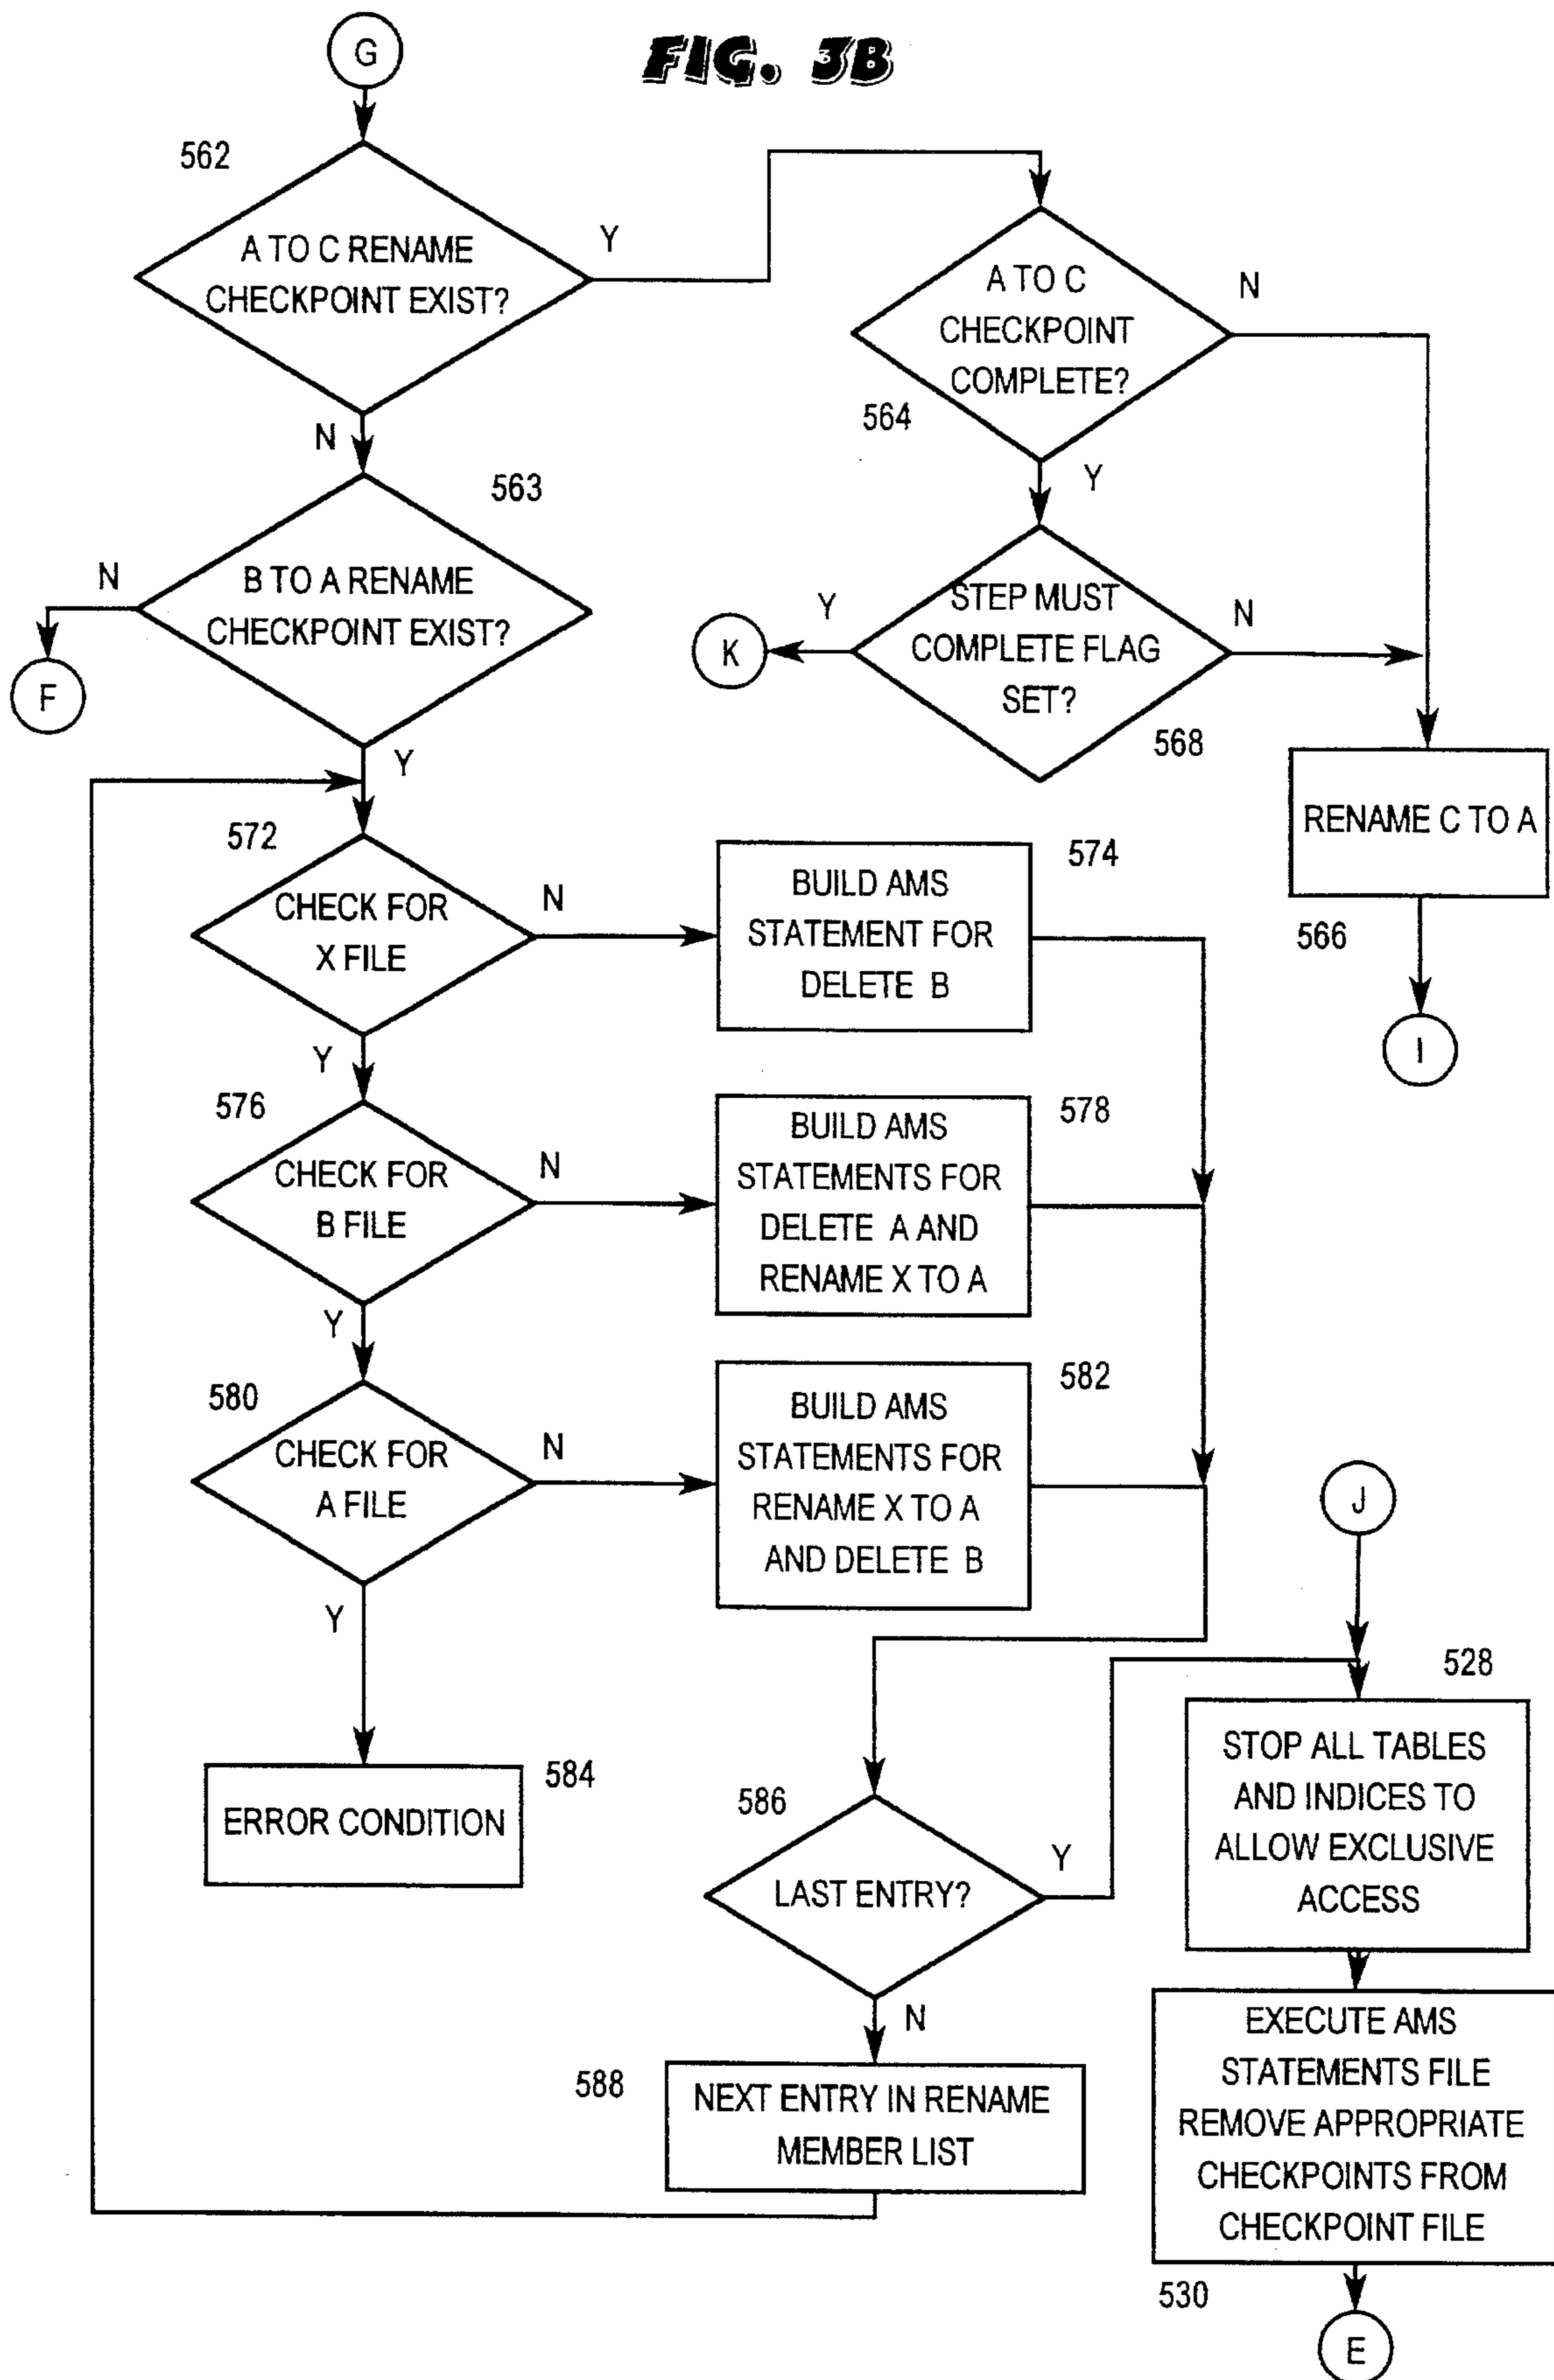 G
FIG. 3B
562
A TO C RENAME
CHECKPOINT EXIST?
Y
N
A TO C
CHECKPOINT
COMPLETE?
N
564
Y
563
B TO A RENAME
CHECKPOINT EXIST?
N
F
Y
STEP MUST
COMPLETE FLAG
SET?
Y
K
N
568
RENAME C TO A
566
I
572
CHECK FOR
X FILE
N
Y
BUILD AMS
STATEMENT FOR
DELETE B
574
576
CHECK FOR
B FILE
N
Y
BUILD AMS
STATEMENTS FOR
DELETE A AND
RENAME X TO A
578
580
CHECK FOR
A FILE
N
Y
BUILD AMS
STATEMENTS FOR
RENAME X TO A
AND DELETE B
582
J
584
ERROR CONDITION
586
LAST ENTRY?
Y
N
528
STOP ALL TABLES
AND INDICES TO
ALLOW EXCLUSIVE
ACCESS
588
NEXT ENTRY IN RENAME
MEMBER LIST
EXECUTE AMS
STATEMENTS FILE
REMOVE APPROPRIATE
CHECKPOINTS FROM
CHECKPOINT FILE
530
E